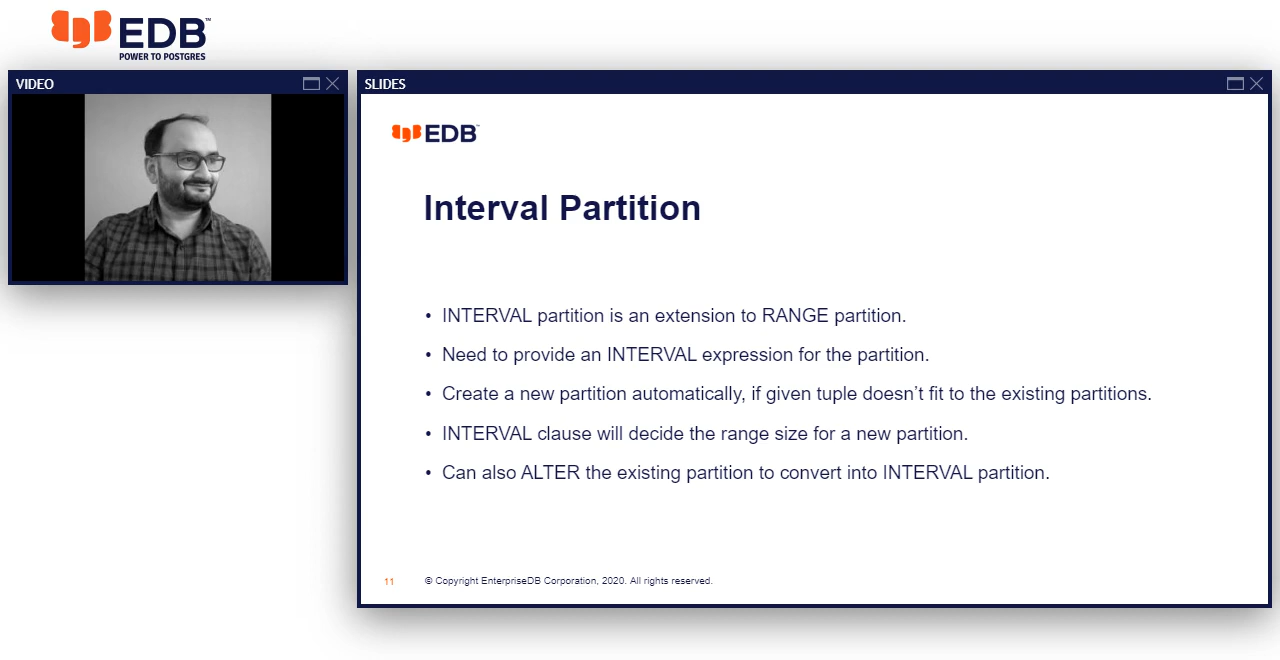 EDB™
POWER TO POSTGRES
VIDEO
SLIDES
EDB™
Interval Partition
• INTERVAL partition is an extension to RANGE partition.
• Need to provide an INTERVAL expression for the partition.
• Create a new partition automatically, if given tuple doesn’t fit to the existing partitions.
• INTERVAL clause will decide the range size for a new partition.
• Can also ALTER the existing partition to convert into INTERVAL partition.
11 © Copyright EnterpriseDB Corporation, 2020. All rights reserved.